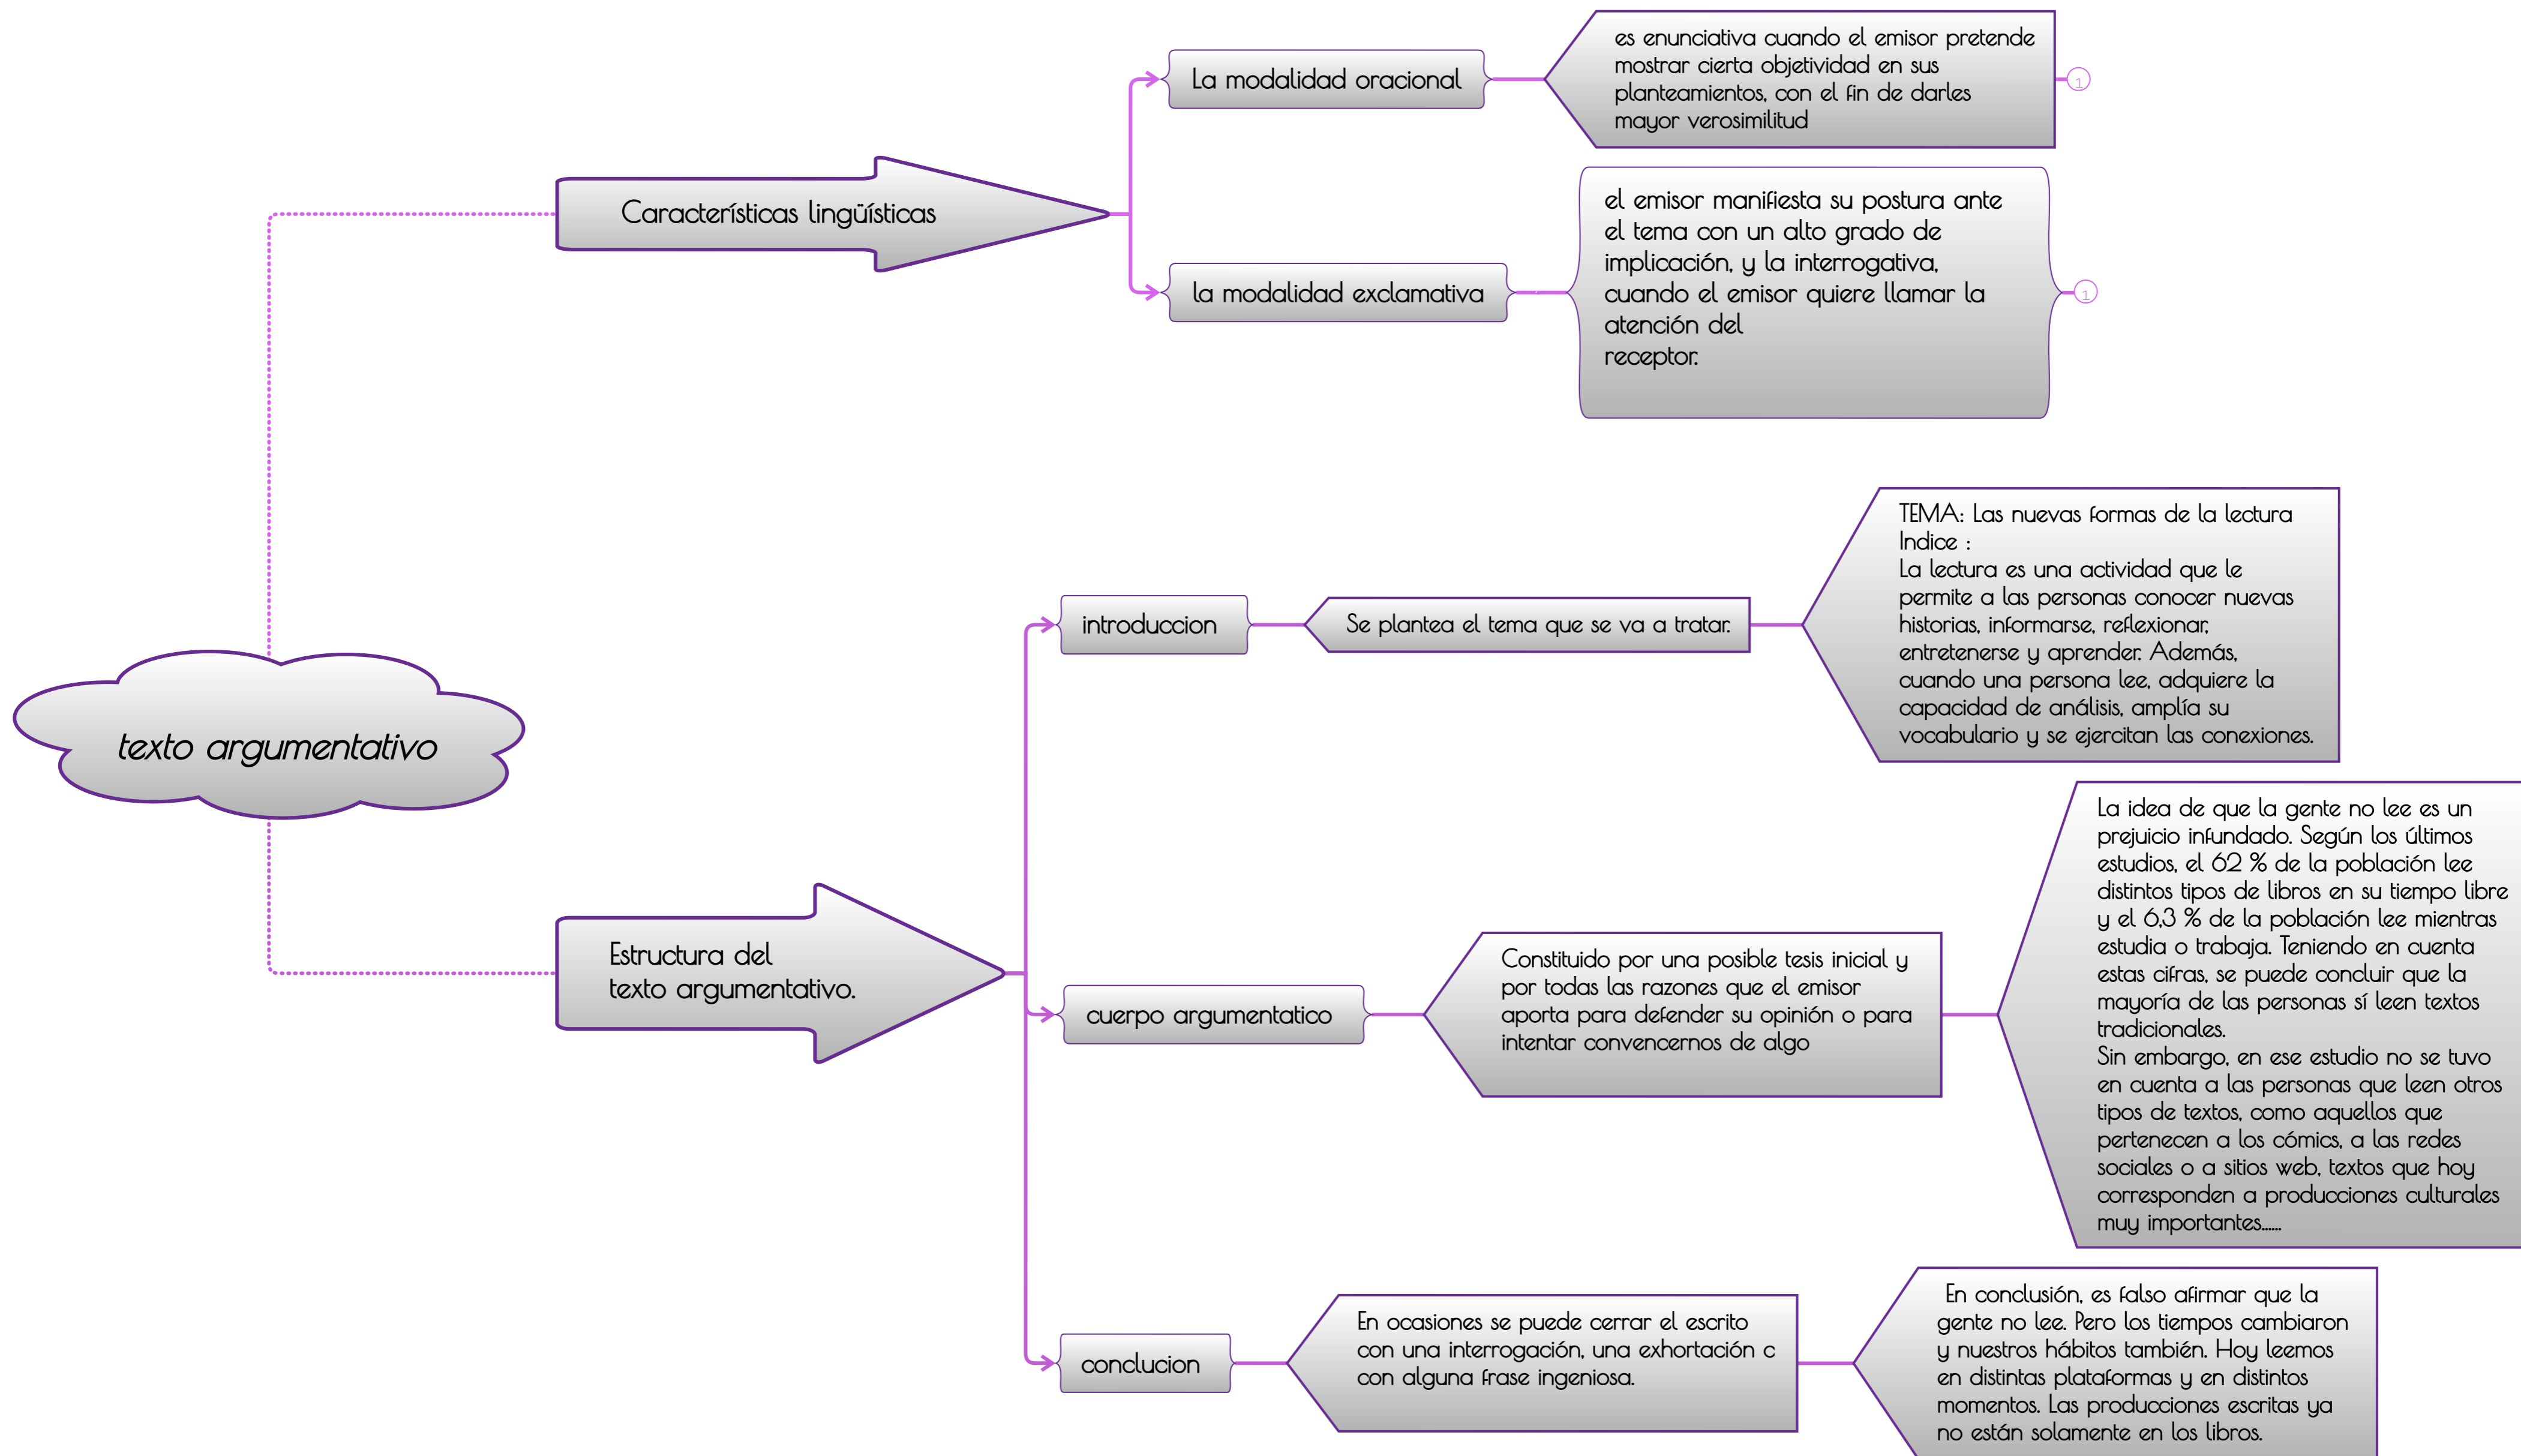 La modalidad oracional
es enunciativa cuando el emisor pretende
mostrar cierta objetividad en sus
planteamientos, con el fin de darles
mayor verosimilitud
1
Características lingüísticas
la modalidad exclamativa
el emisor manifiesta su postura ante
el tema con un alto grado de
implicación, y la interrogativa,
cuando el emisor quiere llamar la
atención del
receptor.
1
texto argumentativo
Estructura del
texto argumentativo.
introduccion
Se plantea el tema que se va a tratar.
TEMA: Las nuevas formas de la lectura
Indice :
La lectura es una actividad que le
permite a las personas conocer nuevas
historias, informarse, reflexionar,
entretenerse y aprender. Además,
cuando una persona lee, adquiere la
capacidad de análisis, amplía su
vocabulario y se ejercitan las conexiones.
cuerpo argumentatico
Constituido por una posible tesis inicial y
por todas las razones que el emisor
aporta para defender su opinión o para
intentar convencernos de algo
La idea de que la gente no lee es un
prejuicio infundado. Según los últimos
estudios, el 62 % de la población lee
distintos tipos de libros en su tiempo libre
y el 6,3 % de la población lee mientras
estudia o trabaja. Teniendo en cuenta
estas cifras, se puede concluir que la
mayoría de las personas sí leen textos
tradicionales.
Sin embargo, en ese estudio no se tuvo
en cuenta a las personas que leen otros
tipos de textos, como aquellos que
pertenecen a los cómics, a las redes
sociales o a sitios web, textos que hoy
corresponden a producciones culturales
muy importantes......
conclucion
En ocasiones se puede cerrar el escrito
con una interrogación, una exhortación c
con alguna frase ingeniosa.
En conclusión, es falso afirmar que la
gente no lee. Pero los tiempos cambiaron
y nuestros hábitos también. Hoy leemos
en distintas plataformas y en distintos
momentos. Las producciones escritas ya
no están solamente en los libros.